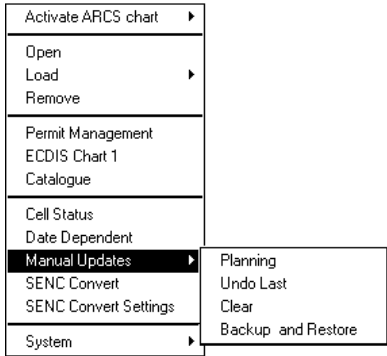 Activate ARCS chart
Open
Load
Remove
Permit Management
ECDIS Chart 1
Catalogue
Cell Status
Date Dependent
Manual Updates
SENC Convert
SENC Convert Settings
System
Planning
Undo Last
Clear
Backup and Restore